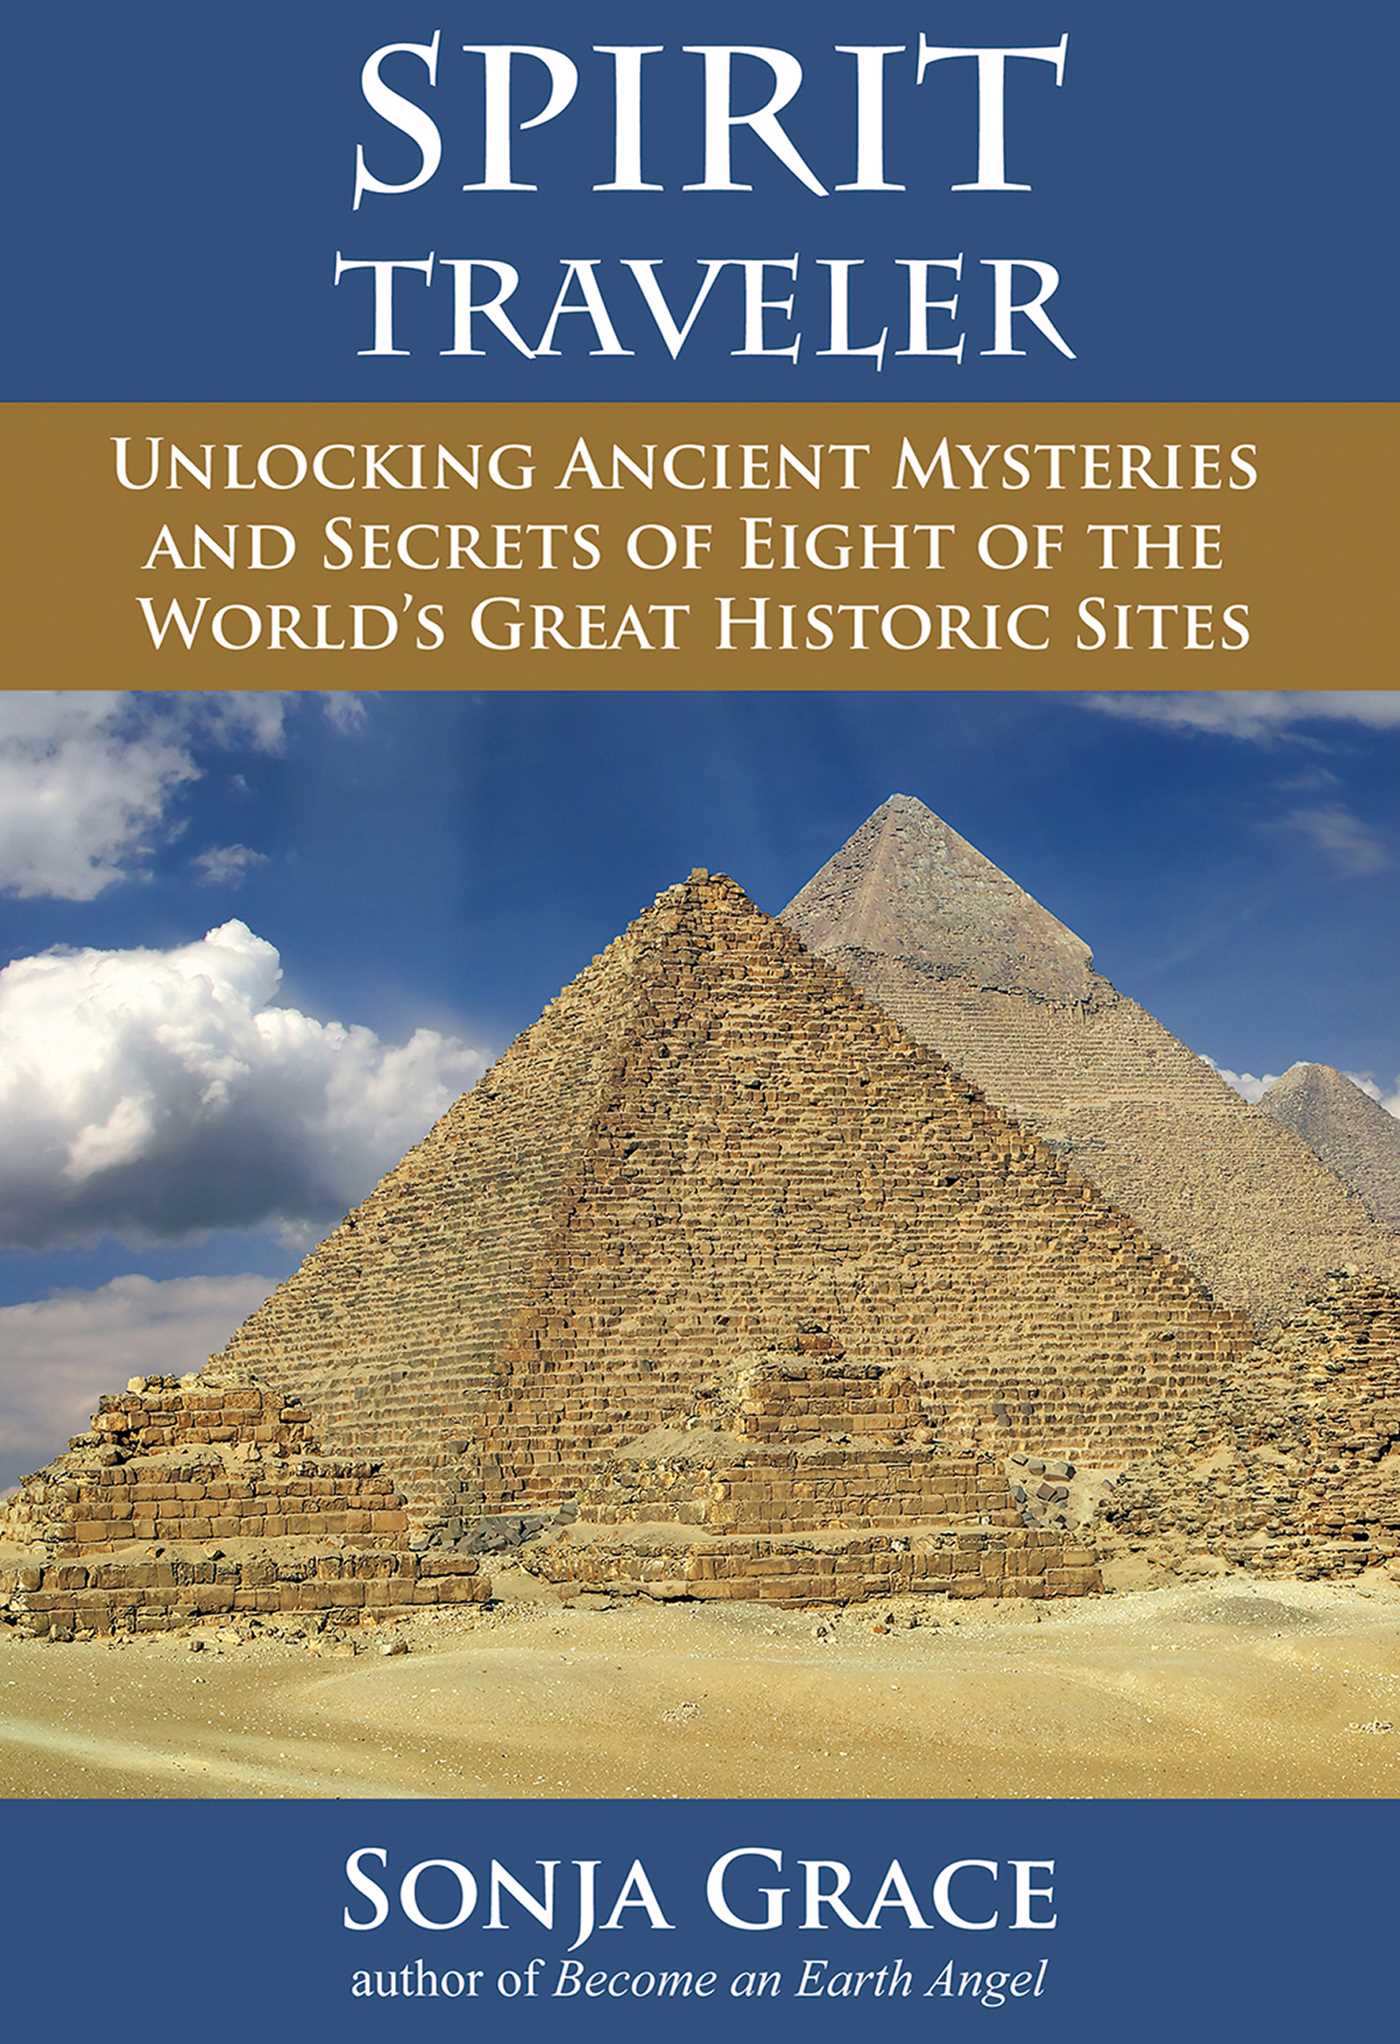 SPIRIT
TRAVELER
UNLOCKING ANCIENT MYSTERIES
AND SECRETS OF EIGHT OF THE
WORLD'S GREAT HISTORIC SITES
SONJA GRACE
author of Become an Earth Angel